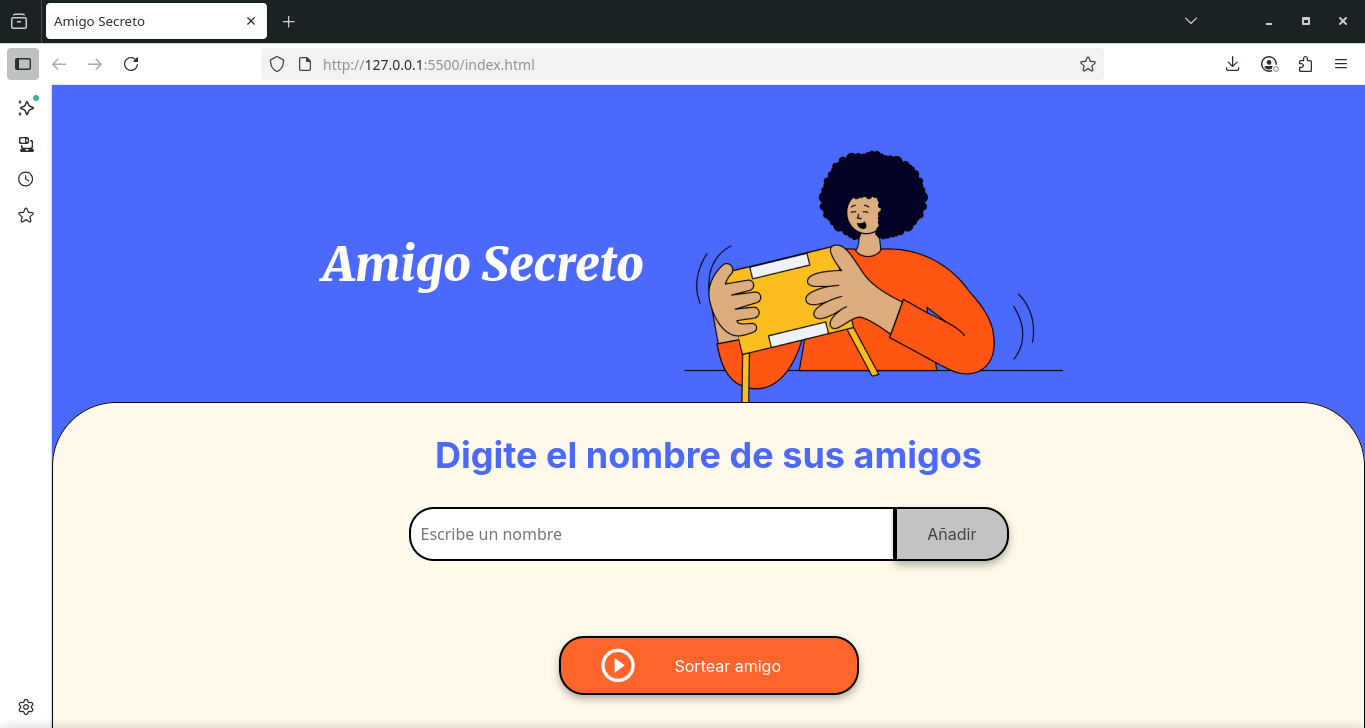 Amigo Secreto
http://127.0.0.1:5500/index.html
Amigo Secreto
Digite el nombre de sus amigos
Escribe un nombre
Añadir
Sortear amigo